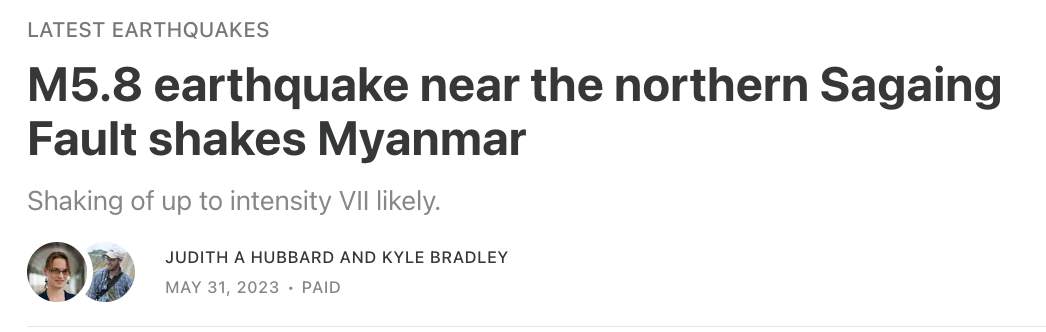 LATEST EARTHQUAKES
M5.8 earthquake near the northern Sagaing
Fault shakes Myanmar
Shaking of up to intensity VII likely.
JUDITH A HUBBARD AND KYLE BRADLEY
MAY 31, 2023 • PAID